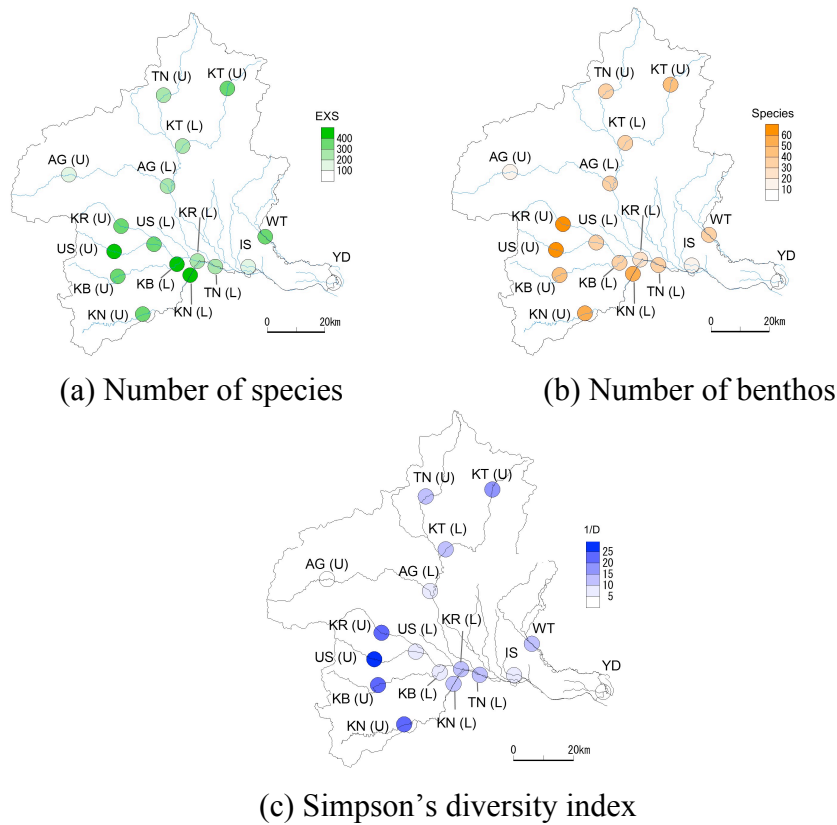 TN (U)
KT (U)
KT (L)
AG (U)
AG (L)
KR (U)
US (L)
KR (L)
WT
US (U)
IS
YD
KB (U)
KB (L)
TN (L)
KN (L)
KN (U)
EXS
400
300
200
100
0 20km
(a) Number of species
TN (U)
KT (U)
KT (L)
AG (U)
AG (L)
KR (U)
US (L)
KR (L)
WT
US (U)
IS
YD
KB (U)
KB (L)
TN (L)
KN (L)
KN (U)
Species
60
50
40
30
20
10
0 20km
(b) Number of benthos
TN (U)
KT (U)
KT (L)
AG (U)
AG (L)
KR (U)
US (L)
KR (L)
WT
US (U)
IS
YD
KB (U)
KB (L)
TN (L)
KN (L)
KN (U)
1/D
25
20
15
10
5
0 20km
(c) Simpson's diversity index